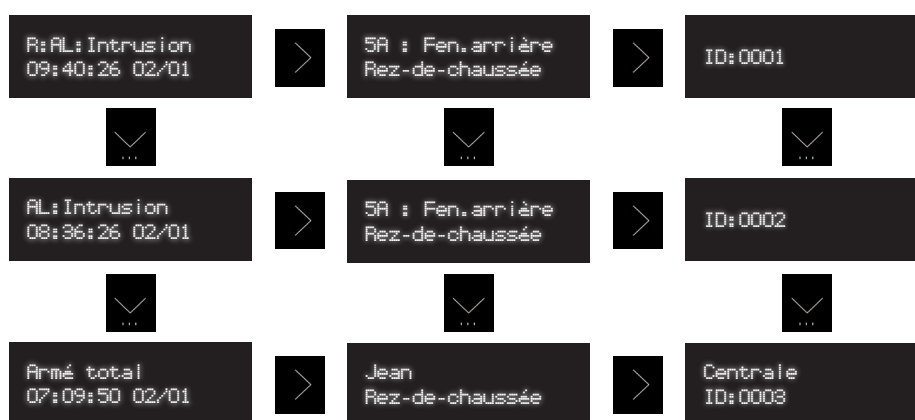 R:AL:Intrusion
09:40:26 02/01
5A : Fen.arrière
Rez-de-chaussée
ID:0001
AL:Intrusion
08:36:26 02/01
5A : Fen.arrière
Rez-de-chaussée
ID:0002
Armé total
07:09:50 02/01
Jean
Rez-de-chaussée
Centrale
ID:0003